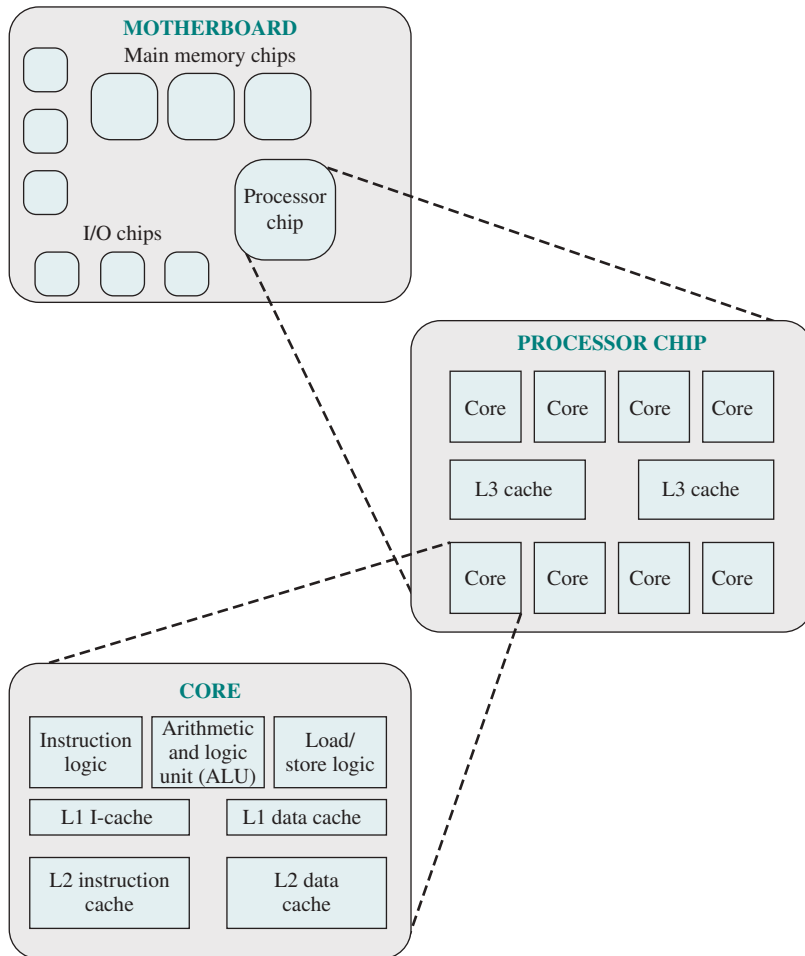 MOTHERBOARD
Main memory chips
Processor
chip
I/O chips
PROCESSOR CHIP
Core
Core
Core
Core
L3 cache
L3 cache
Core
Core
Core
Core
CORE
Instruction
logic
Arithmetic
and logic
unit (ALU)
Load/
store logic
L1 I-cache
L1 data cache
L2 instruction
cache
L2 data
cache